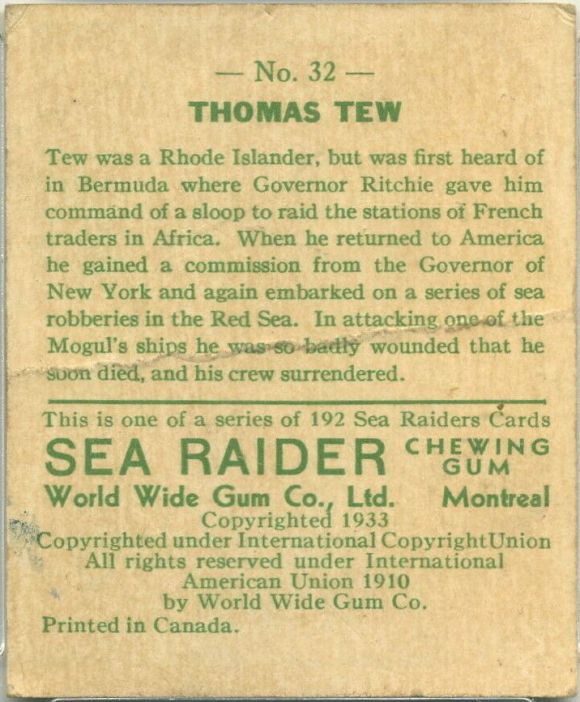 — No. 32 —
THOMAS TEW
Tew was a Rhode Islander, but was first heard of
in Bermuda where Governor Ritchie gave him
command of a sloop to raid the stations of French
traders in Africa. When he returned to America
he gained a commission from the Governor of
New York and again embarked on a series of sea
robberies in the Red Sea. In attacking one of the
Mogul's ships he was so badly wounded that he
soon died, and his crew surrendered.
This is one of a series of 192 Sea Raiders Cards
SEA RAIDER CHEWING GUM
World Wide Gum Co., Ltd. Montreal
Copyrighted 1933
Copyrighted under International CopyrightUnion
All rights reserved under International
American Union 1910
by World Wide Gum Co.
Printed in Canada.